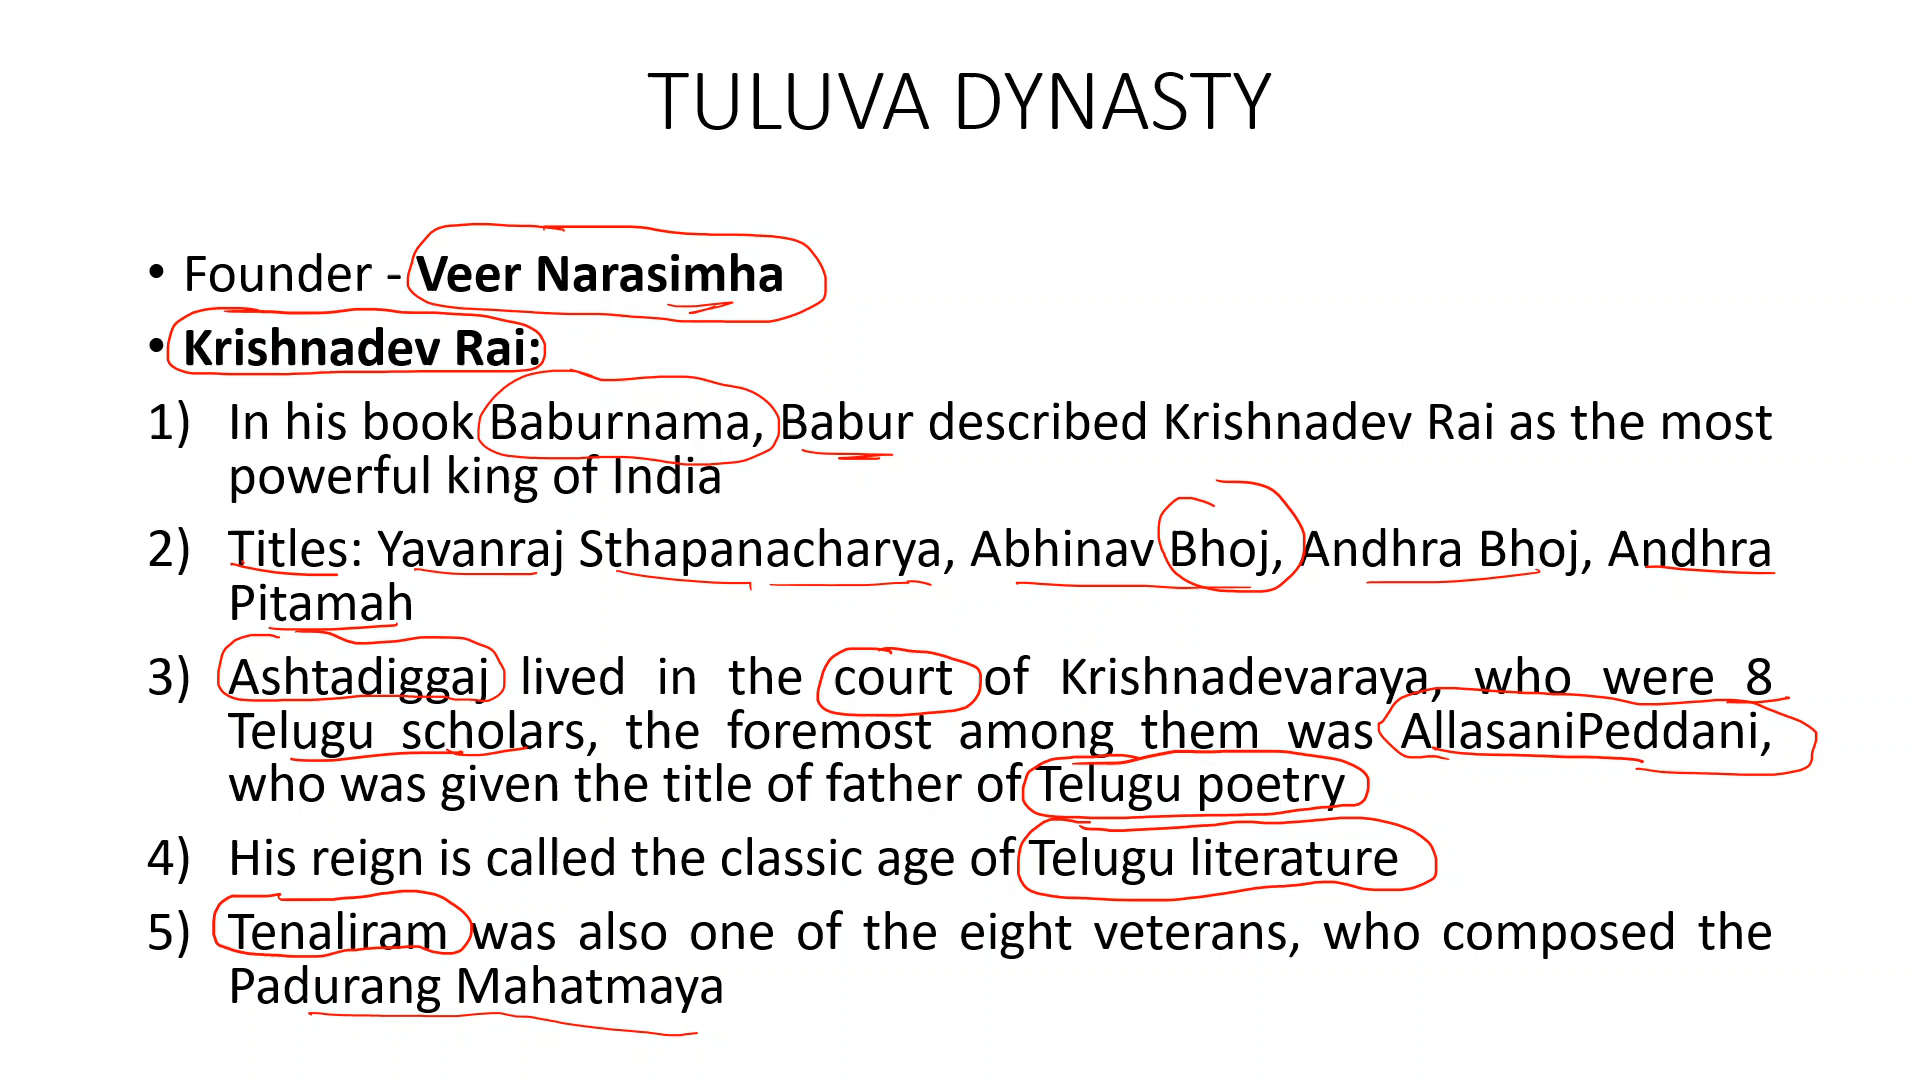 TULUVA DYNASTY
• Founder - Veer Narasimha
• Krishnadev Rai:
1) In his book Baburnama, Babur described Krishnadev Rai as the most
powerful king of India
2) Titles: Yavanraj Sthapanacharya, Abhinav Bhoj, Andhra Bhoj, Andhra
Pitamah
3) Ashtadiggaj lived in the court of Krishnadevaraya, who were 8
Telugu scholars, the foremost among them was AllasaniPeddani,
who was given the title of father of Telugu poetry
4) His reign is called the classic age of Telugu literature
5) Tenaliram was also one of the eight veterans, who composed the
Padurang Mahatmaya